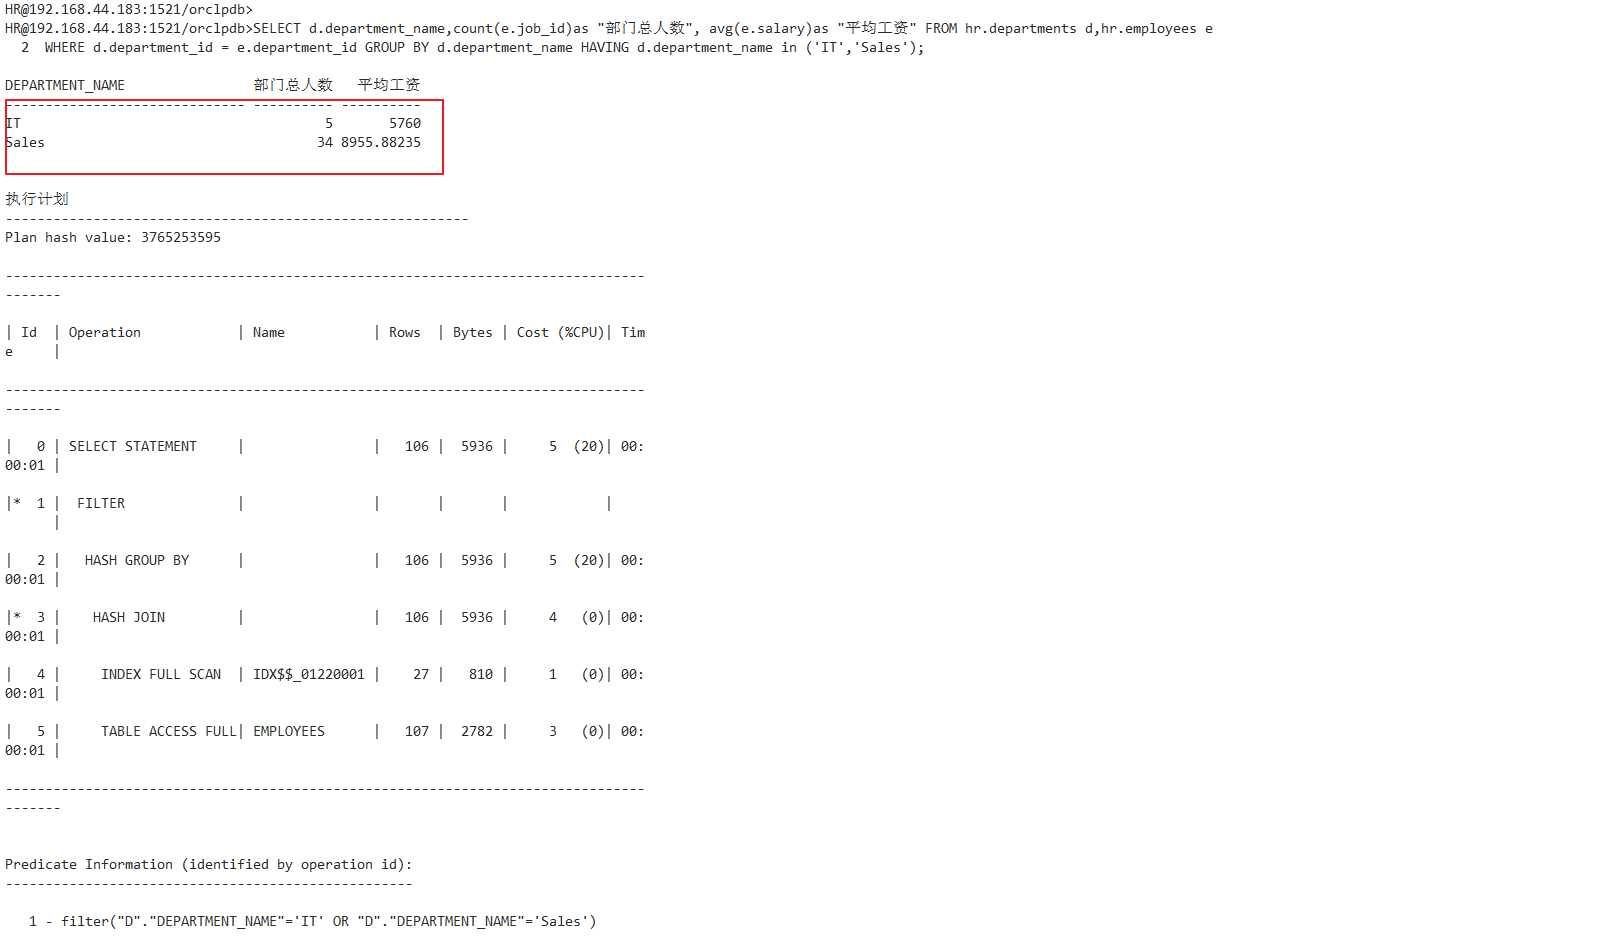 HR@192.168.44.183:1521/orclpdb>
HR@192.168.44.183:1521/orclpdb>SELECT d.department_name,count(e.job_id)as "部门总人数", avg(e.salary)as "平均工资" FROM hr.departments d,hr.employees e
  2  WHERE d.department_id = e.department_id GROUP BY d.department_name HAVING d.department_name in ('IT','Sales');
DEPARTMENT_NAME                部门总人数   平均工资
------------------------------ ---------- ----------
IT                                      5       5760
Sales                                  34 8955.88235
执行计划
----------------------------------------------------------
Plan hash value: 3765253595
--------------------------------------------------------------------------------
-------
| Id  | Operation            | Name           | Rows  | Bytes | Cost (%CPU)| Tim
e     |
--------------------------------------------------------------------------------
-------
|   0 | SELECT STATEMENT     |                |   106 |  5936 |     5  (20)| 00:
00:01 |
|*  1 |  FILTER              |                |       |       |            |
      |
|   2 |   HASH GROUP BY      |                |   106 |  5936 |     5  (20)| 00:
00:01 |
|*  3 |    HASH JOIN         |                |   106 |  5936 |     4   (0)| 00:
00:01 |
|   4 |     INDEX FULL SCAN  | IDX$$_01220001 |    27 |   810 |     1   (0)| 00:
00:01 |
|   5 |     TABLE ACCESS FULL| EMPLOYEES      |   107 |  2782 |     3   (0)| 00:
00:01 |
--------------------------------------------------------------------------------
-------
Predicate Information (identified by operation id):
---------------------------------------------------
   1 - filter("D"."DEPARTMENT_NAME"='IT' OR "D"."DEPARTMENT_NAME"='Sales')